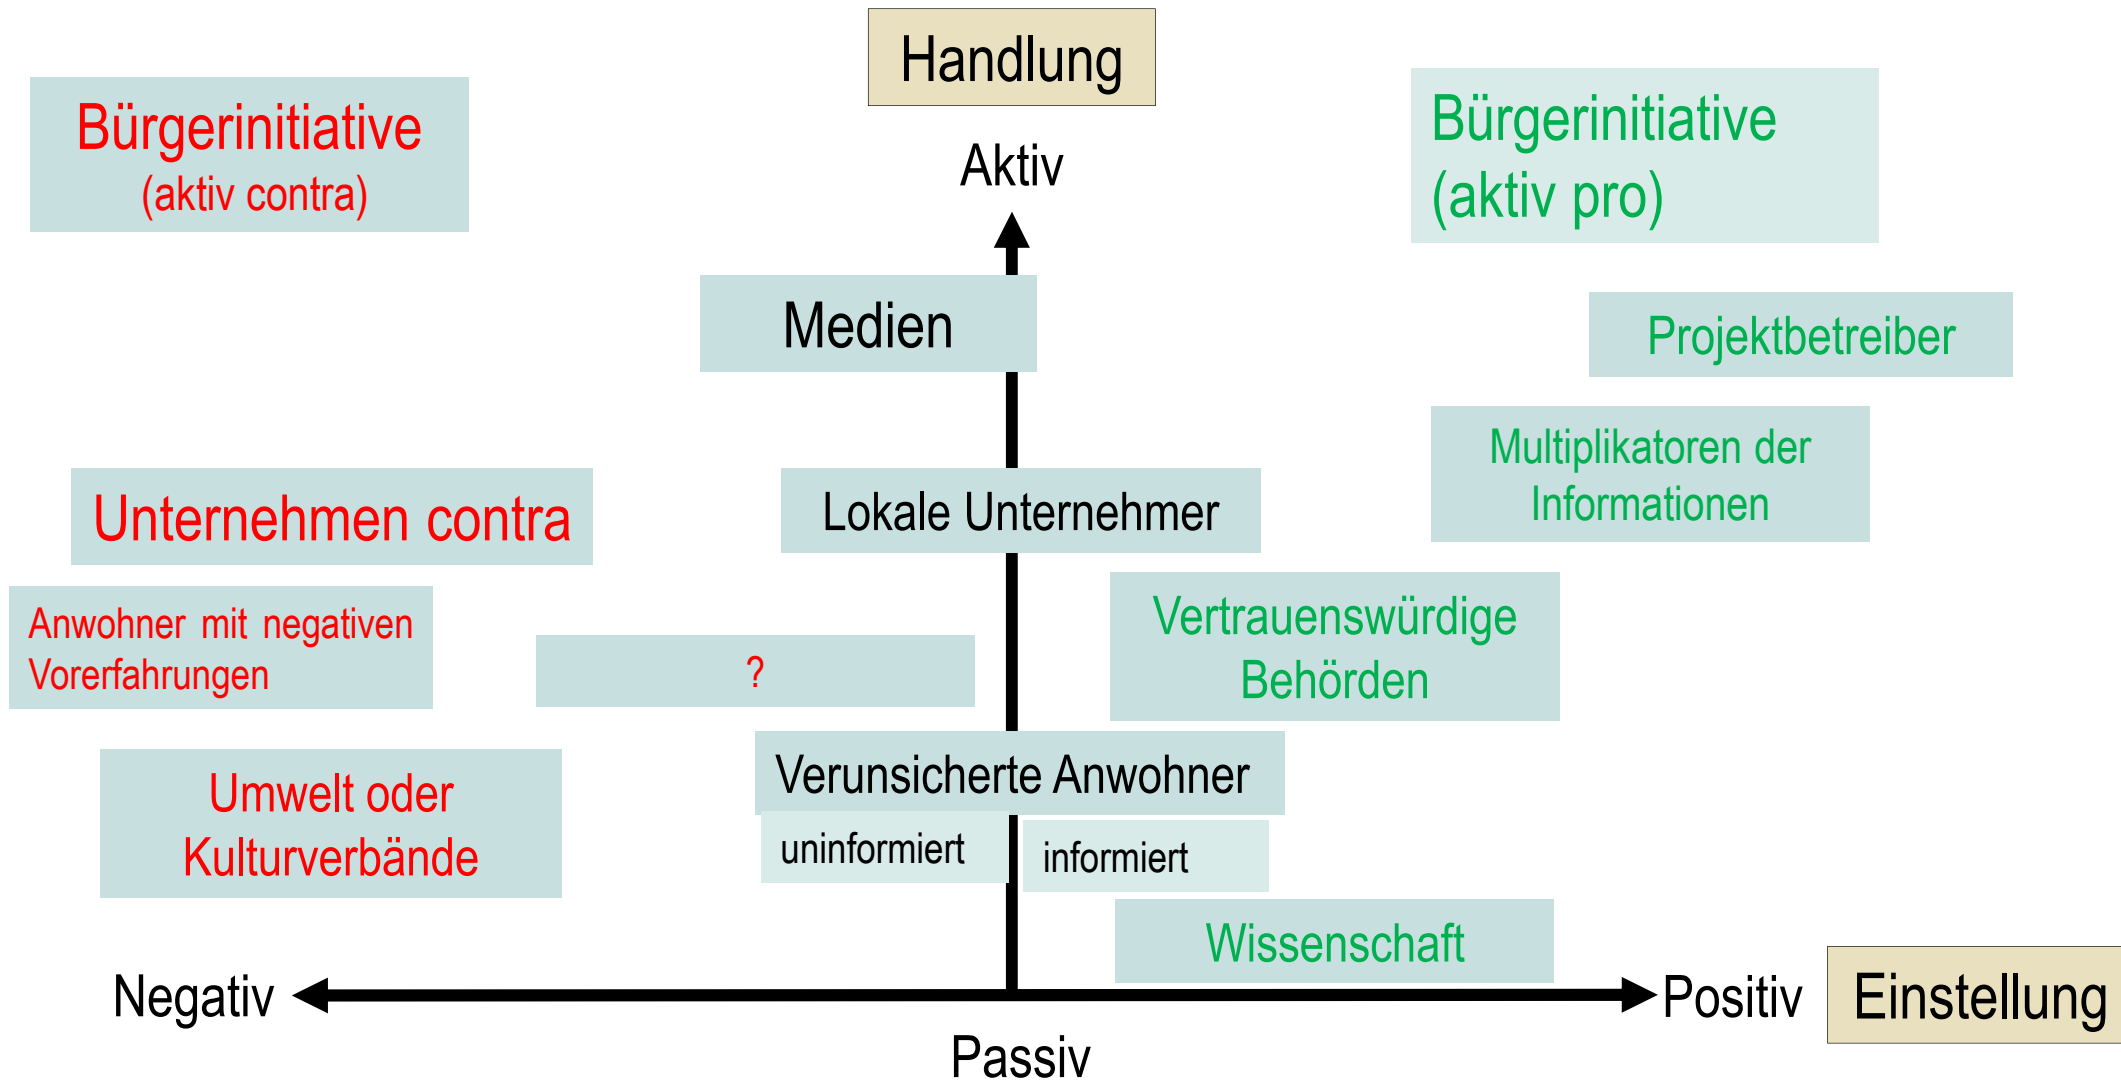 Handlung
Bürgerinitiative
(aktiv contra)
Aktiv
Bürgerinitiative
(aktiv pro)
Medien
Projektbetreiber
Multiplikatoren der
Informationen
Unternehmen contra
Lokale Unternehmer
Anwohner mit negativen
Vorerfahrungen
?
Vertrauenswürdige
Behörden
Umwelt oder
Kulturverbände
Verunsicherte Anwohner
uninformiert
informiert
Wissenschaft
Negativ
Positiv
Einstellung
Passiv